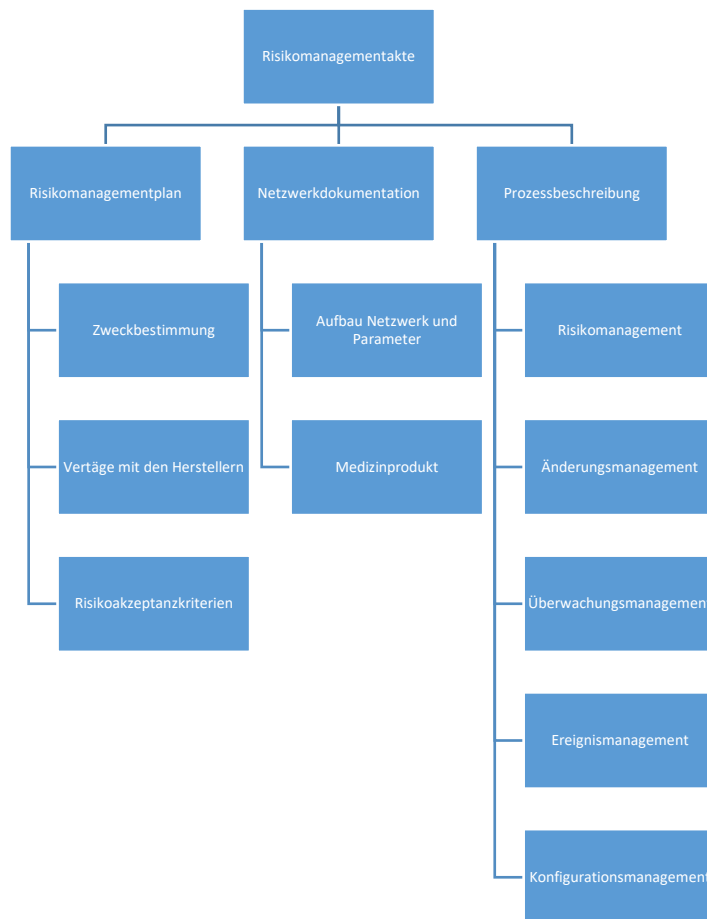 Risikomanagementakte
Risikomanagementplan
Netzwerkdokumentation
Prozessbeschreibung
Zweckbestimmung
Aufbau Netzwerk und
Parameter
Risikomanagement
Vertäge mit den Herstellern
Medizinprodukt
Änderungsmanagement
Risikoakzeptanzkriterien
Überwachungsmanagement
Ereignismanagement
Konfigurationsmanagement